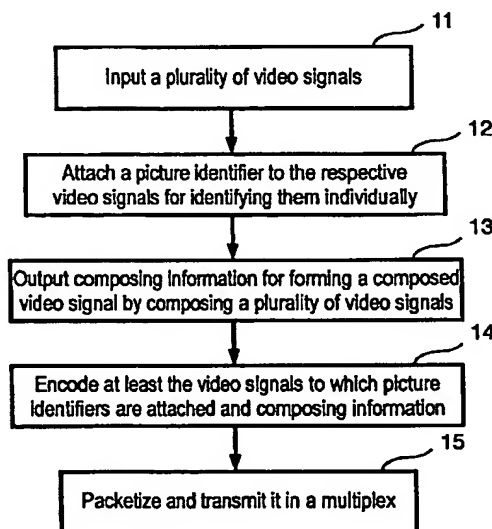 11
Input a plurality of video signals
12
Attach a picture identifier to the respective
video signals for identifying them individually
13
Output composing information for forming a composed
video signal by composing a plurality of video signals
14
Encode at least the video signals to which picture
identifiers are attached and composing information
15
Packetize and transmit it in a multiplex